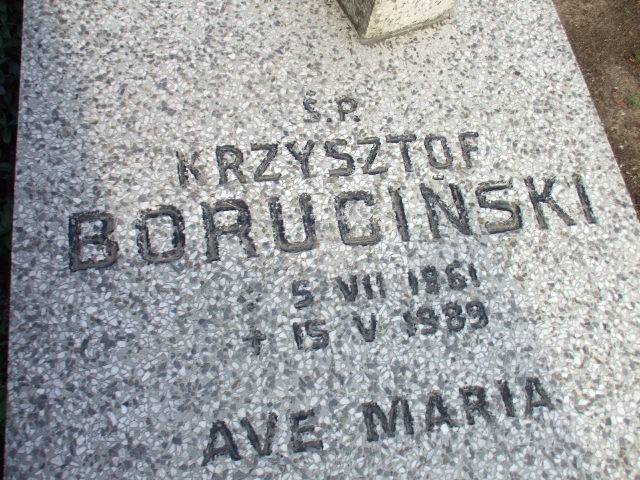 Ś.P.
KRZYSZTOF
BORUCIŃSKI
* 5 VII 1961
+ 15 V 1989
AVE MARIA